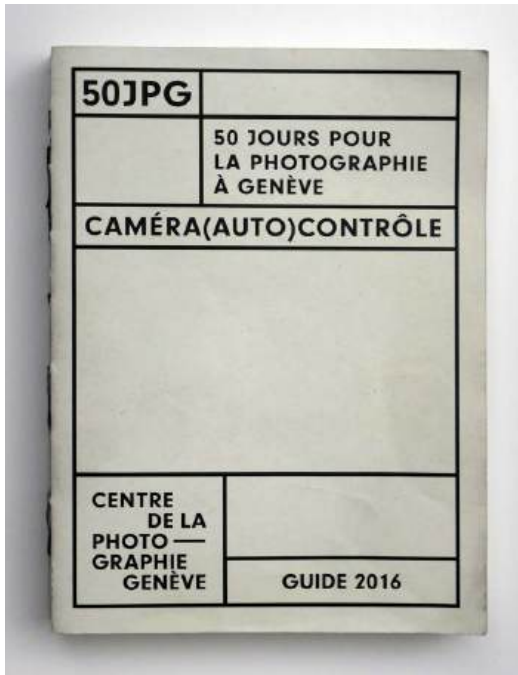 50JPG
50 JOURS POUR
LA PHOTOGRAPHIE
À GENÈVE
CAMÉRA(AUTO)CONTRÔLE
CENTRE
DE LA
PHOTO —
GRAPHIE
GENÈVE
GUIDE 2016